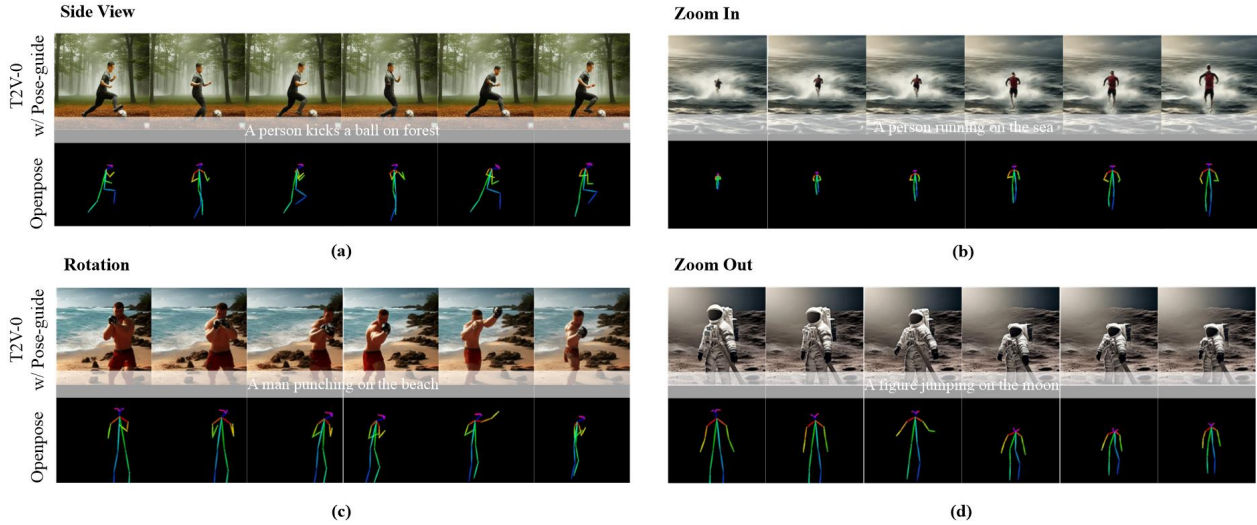 Side View
T2V-0
w/ Pose-guide
A person kicks a ball on forest
Openpose
(a)
Zoom In
A person running on the sea
(b)
Rotation
T2V-0
w/ Pose-guide
A man punching on the beach
Openpose
(c)
Zoom Out
A figure jumping on the moon
(d)